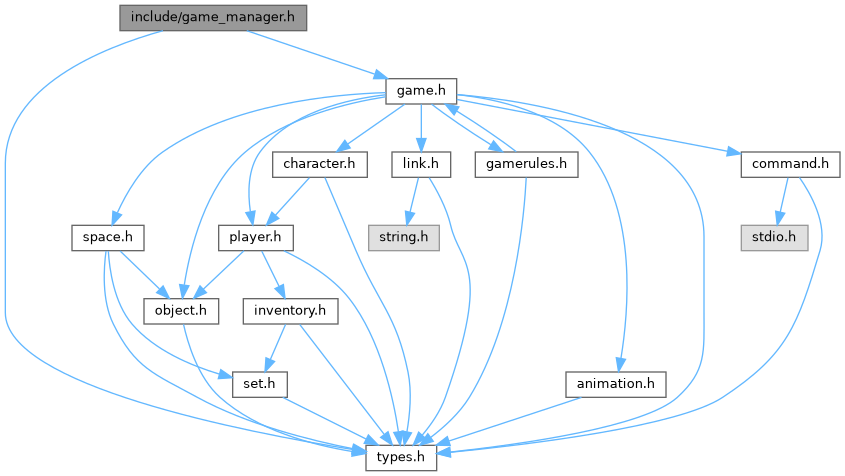 include/game_manager.h
game.h
character.h
link.h
gamerules.h
command.h
space.h
player.h
string.h
stdio.h
object.h
inventory.h
set.h
animation.h
types.h